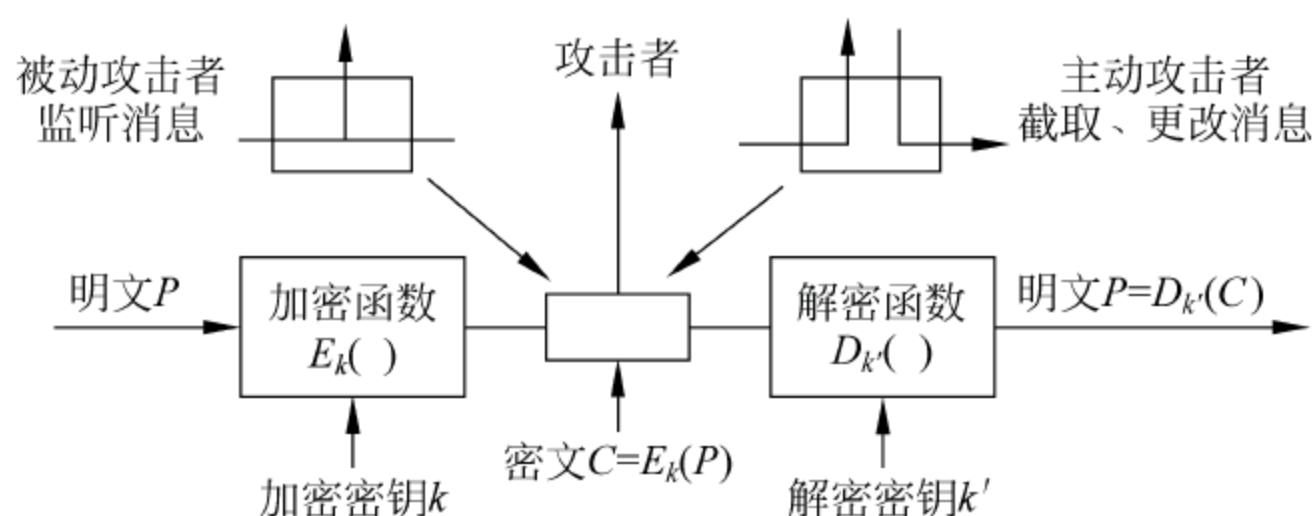 被动攻击者
监听消息
攻击者
主动攻击者
截取、更改消息
明文P
加密函数
Eₖ( )
解密函数
Dₖ′( )
明文P=Dₖ′(C)
密文C=Eₖ(P)
加密密钥k
解密密钥k′